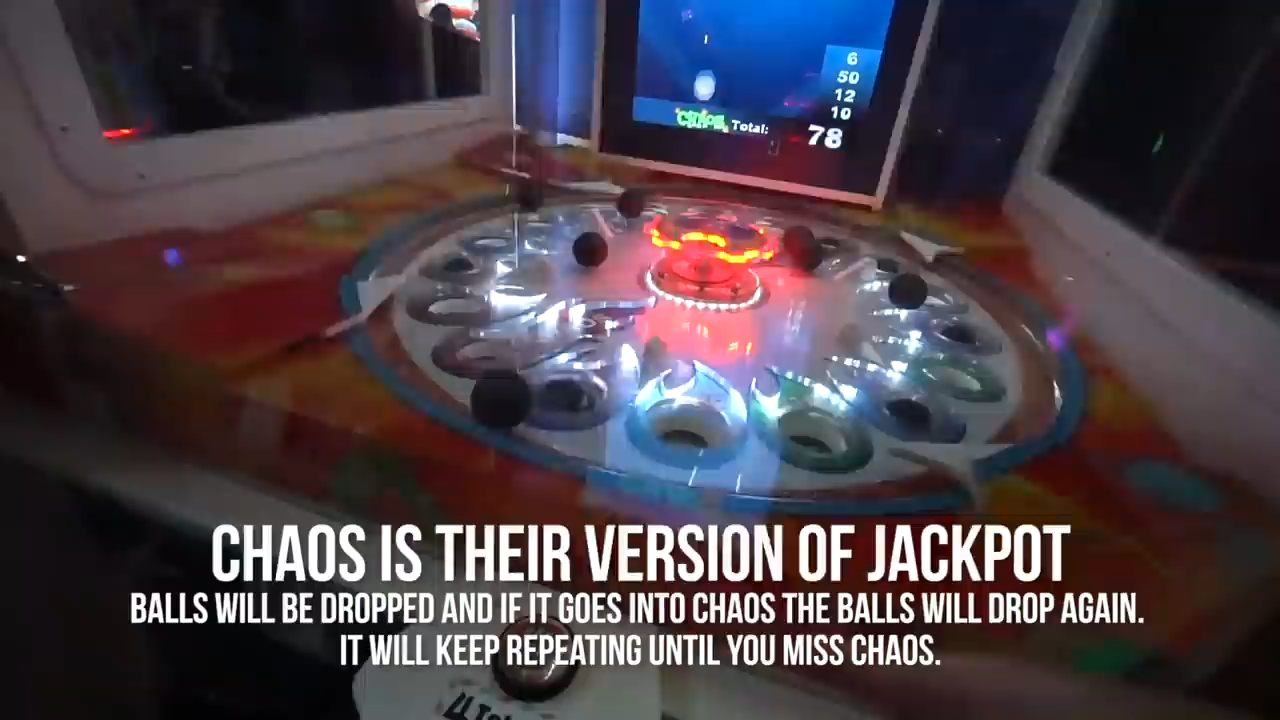 6
50
12
10
Chaos Total:
78
CHAOS IS THEIR VERSION OF JACKPOT
BALLS WILL BE DROPPED AND IF IT GOES INTO CHAOS THE BALLS WILL DROP AGAIN.
IT WILL KEEP REPEATING UNTIL YOU MISS CHAOS.